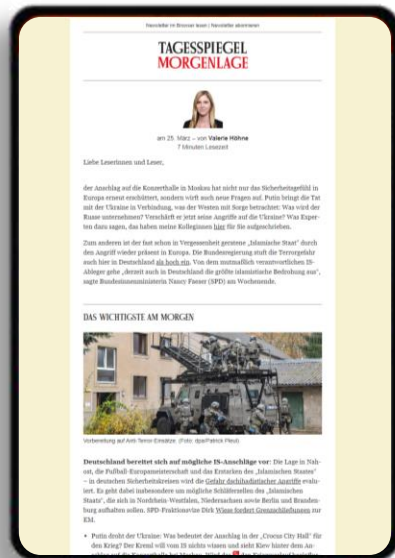 Newsletter im Browser lesen | Newsletter abonnieren
TAGESSPIEGEL
MORGENLAGE
am 25. März – von Valerie Höhne
7 Minuten Lesezeit
Liebe Leserinnen und Leser,
der Anschlag auf die Konzerthalle in Moskau hat nicht nur das Sicherheitsgefühl in
Europa erneut erschüttert, sondern wirft auch neue Fragen auf. Putin bringt die Tat
mit der Ukraine in Verbindung, was der Westen mit Sorge betrachtet: Was wird der
Russe unternehmen? Verschärft er jetzt seine Angriffe auf die Ukraine? Was Exper-
ten dazu sagen, das haben meine Kolleginnen hier für Sie aufgeschrieben.
Zum anderen ist der fast schon in Vergessenheit geratene „Islamische Staat“ durch
den Angriff wieder präsent in Europa. Die Bundesregierung stuft die Terrorgefahr
auch hier in Deutschland als hoch ein. Von dem mutmaßlich verantwortlichen IS-
Ableger gehe „derzeit auch in Deutschland die größte islamistische Bedrohung aus“,
sagte Bundesinnenministerin Nancy Faeser (SPD) am Wochenende.
DAS WICHTIGSTE AM MORGEN
Vorbereitung auf Anti-Terror-Einsätze. (Foto: dpa/Patrick Pleul)
Deutschland bereitet sich auf mögliche IS-Anschläge vor: Die Lage in Nah-
ost, die Fußball-Europameisterschaft und das Erstarken des „Islamischen Staates“
– in deutschen Sicherheitskreisen wird die Gefahr dschihadistischer Angriffe evalu-
iert. Es geht dabei insbesondere um mögliche Schläferzellen des „Islamischen
Staats“, die sich in Nordrhein-Westfalen, Niedersachsen sowie Berlin und Branden-
burg aufhalten sollen. SPD-Fraktionsvize Dirk Wiese fordert Grenzschließungen zur
EM.
• Putin droht der Ukraine: Was bedeutet der Anschlag in der „Crocus City Hall“ für
den Krieg? Der Kreml will vom IS nichts wissen und sieht Kiew hinter dem An-